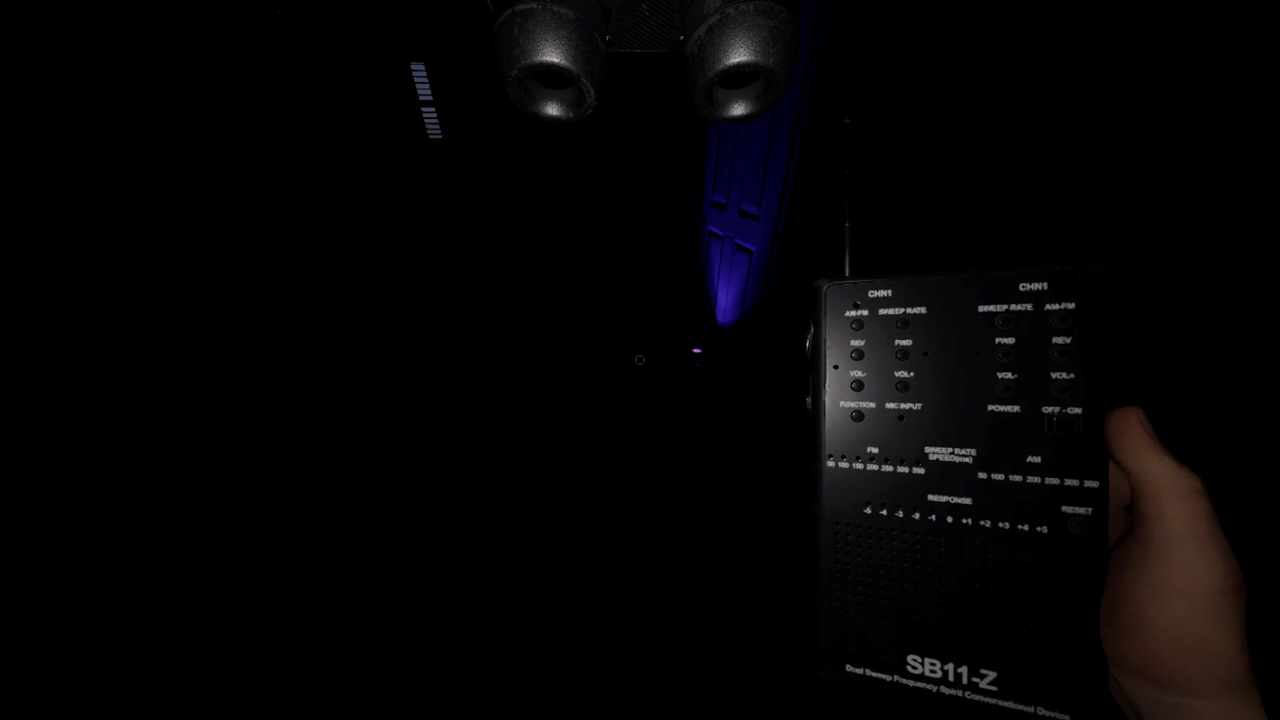 CHN1 CHN1
AM-FM SWEEP RATE SWEEP RATE AM-FM
REV FWD FWD REV
VOL- VOL+ VOL- VOL+
FUNCTION MIC INPUT POWER OFF - ON
FM SWEEP RATE AM
SPEED(ms)
50 100 150 200 250 300 350 50 100 150 200 250 300 350
RESPONSE
-5 -4 -3 -2 -1 0 +1 +2 +3 +4 +5 RESET
SB11-Z
Dual Sweep Frequency Spirit Conversational Device